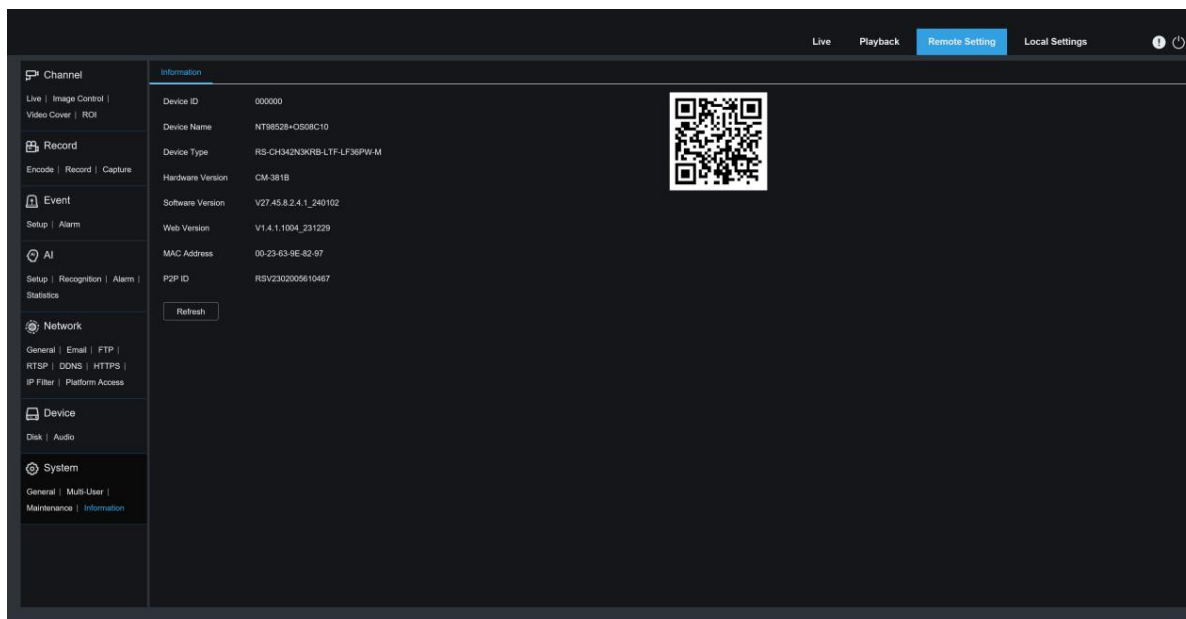 Live Playback Remote Setting Local Settings
Channel
Live | Image Control |
Video Cover | ROI
Record
Encode | Record | Capture
Event
Setup | Alarm
AI
Setup | Recognition | Alarm |
Statistics
Network
General | Email | FTP |
RTSP | DDNS | HTTPS |
IP Filter | Platform Access
Device
Disk | Audio
System
General | Multi-User |
Maintenance | Information
Information
Device ID 000000
Device Name NT98528+OS08C10
Device Type RS-CH342N3KRB-LTF-LF36PW-M
Hardware Version CM-381B
Software Version V27.45.8.2.4.1_240102
Web Version V1.4.1.1004_231229
MAC Address 00-23-63-9E-82-97
P2P ID RSV2302005610467
Refresh